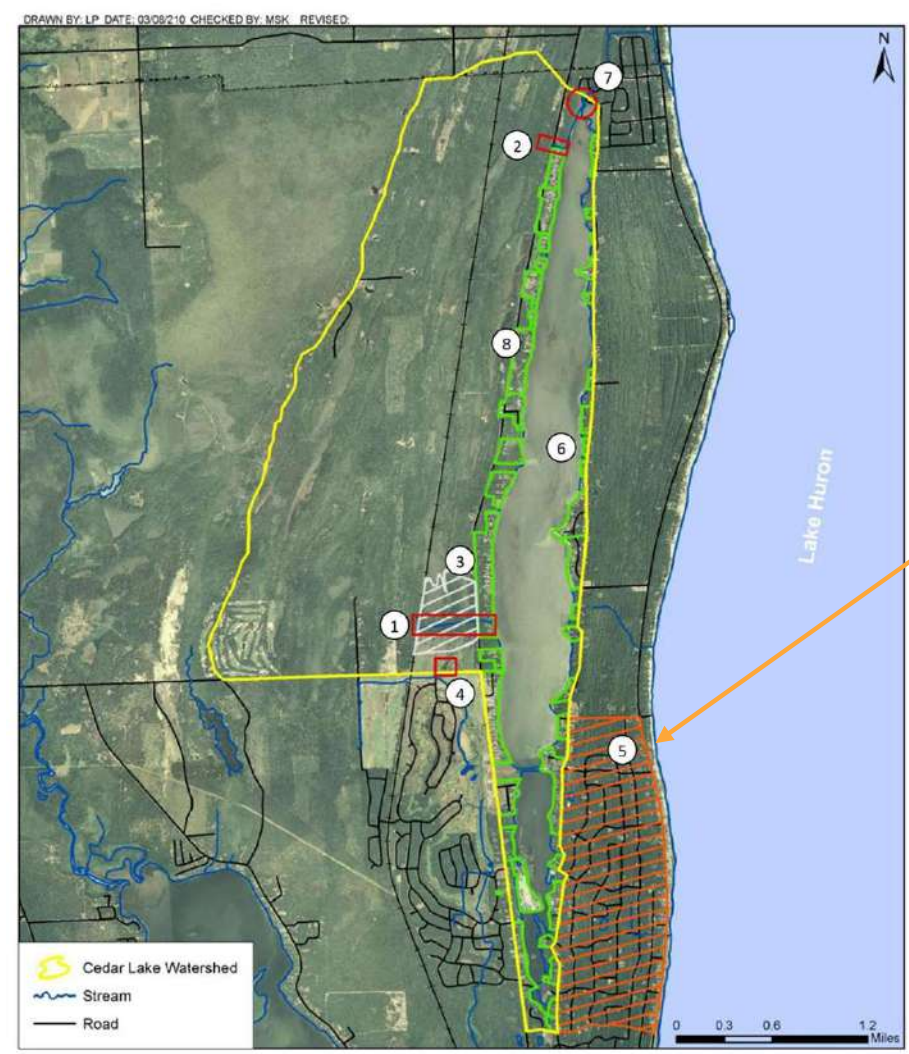 DRAWN BY: LP DATE: 03/08/210 CHECKED BY: MSK REVISED:
N
7
2
8
6
Lake Huron
3
1
4
5
Cedar Lake Watershed
Stream
Road
0 0.3 0.6 1.2
Miles